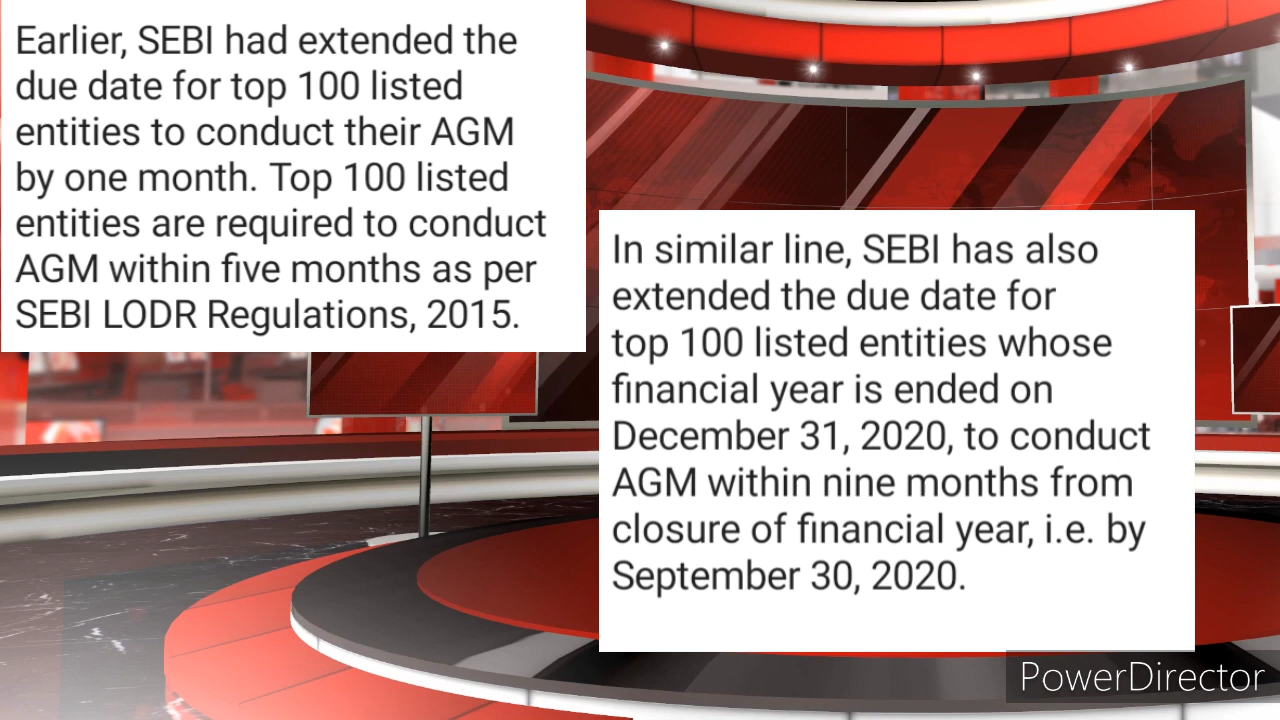 Earlier, SEBI had extended the
due date for top 100 listed
entities to conduct their AGM
by one month. Top 100 listed
entities are required to conduct
AGM within five months as per
SEBI LODR Regulations, 2015.
In similar line, SEBI has also
extended the due date for
top 100 listed entities whose
financial year is ended on
December 31, 2020, to conduct
AGM within nine months from
closure of financial year, i.e. by
September 30, 2020.
PowerDirector